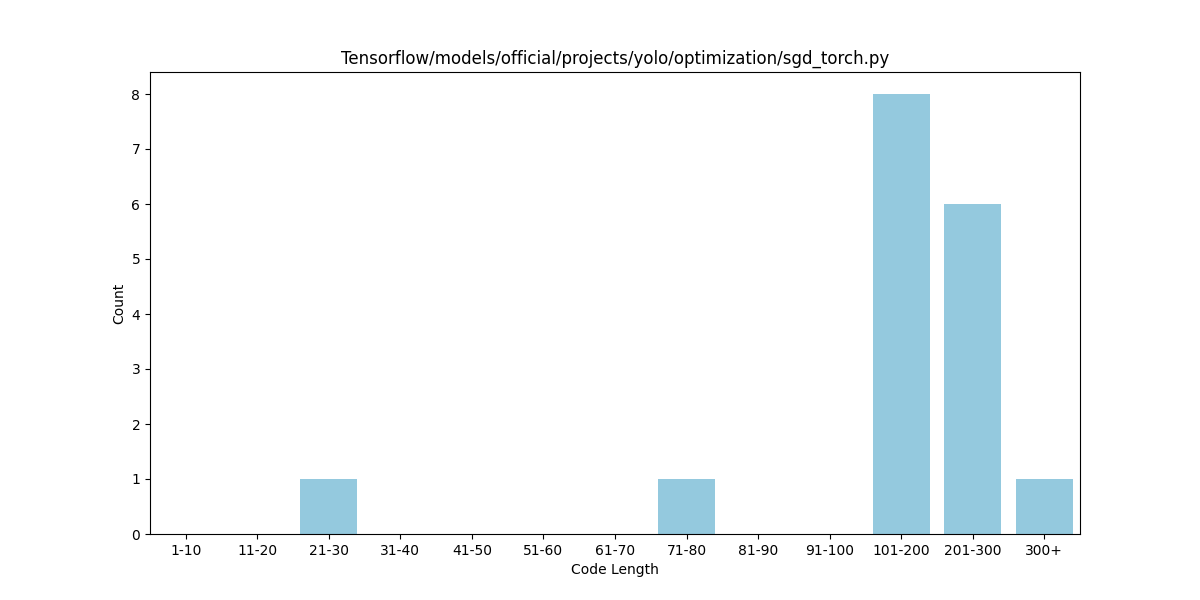 Tensorflow/models/official/projects/yolo/optimization/sgd_torch.py
8
7
6
5
4
3
2
1
0
Count
1-10 11-20 21-30 31-40 41-50 51-60 61-70 71-80 81-90 91-100 101-200 201-300 300+
Code Length